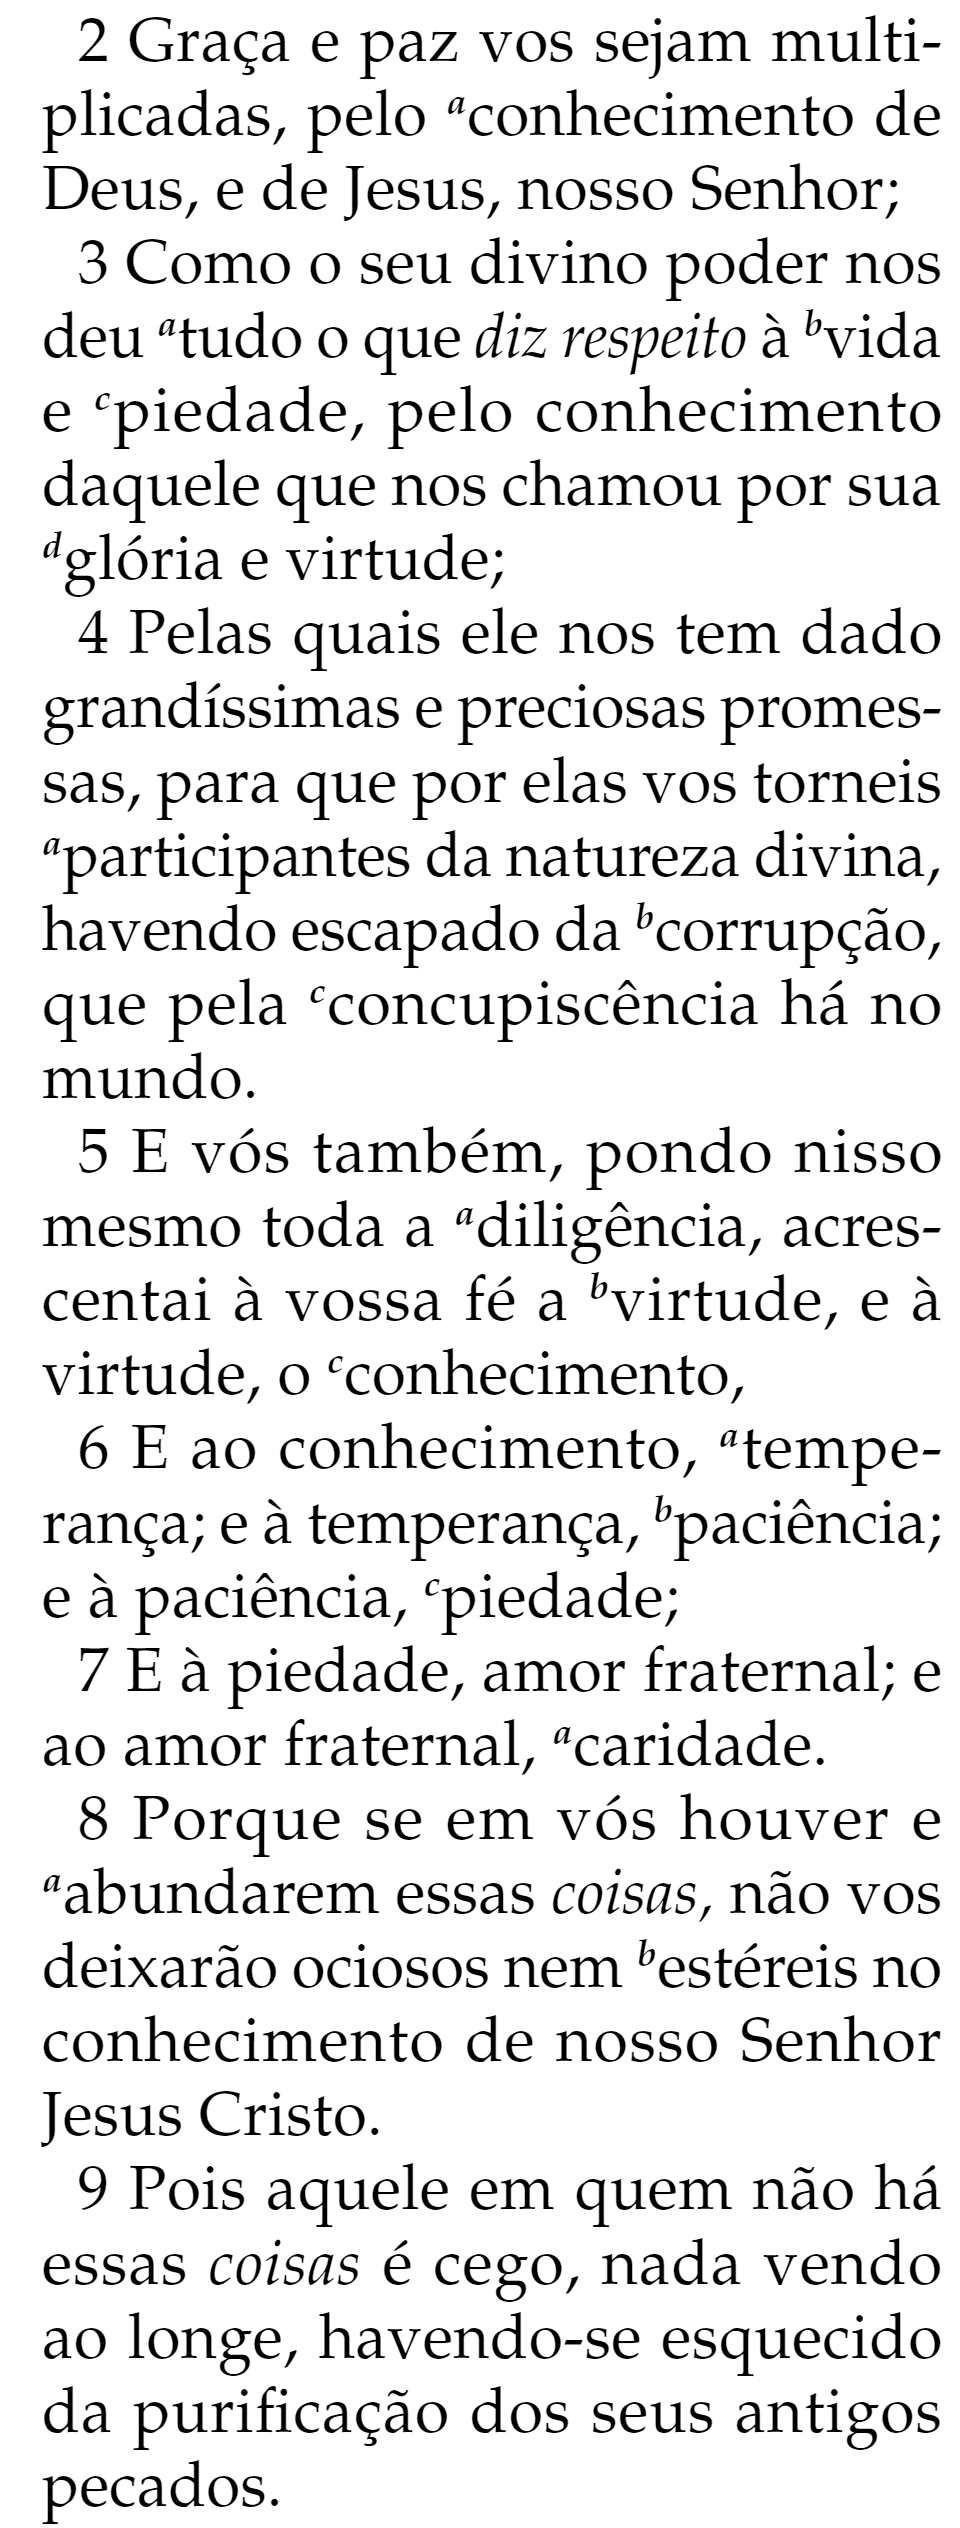 2 Graça e paz vos sejam multi-
plicadas, pelo ᵃconhecimento de
Deus, e de Jesus, nosso Senhor;
3 Como o seu divino poder nos
deu ᵃtudo o que diz respeito à ᵇvida
e ᶜpiedade, pelo conhecimento
daquele que nos chamou por sua
ᵈglória e virtude;
4 Pelas quais ele nos tem dado
grandíssimas e preciosas promes-
sas, para que por elas vos torneis
ᵃparticipantes da natureza divina,
havendo escapado da ᵇcorrupção,
que pela ᶜconcupiscência há no
mundo.
5 E vós também, pondo nisso
mesmo toda a ᵃdiligência, acres-
centai à vossa fé a ᵇvirtude, e à
virtude, o ᶜconhecimento,
6 E ao conhecimento, ᵃtempe-
rança; e à temperança, ᵇpaciência;
e à paciência, ᶜpiedade;
7 E à piedade, amor fraternal; e
ao amor fraternal, ᵃcaridade.
8 Porque se em vós houver e
ᵃabundarem essas coisas, não vos
deixarão ociosos nem ᵇestéreis no
conhecimento de nosso Senhor
Jesus Cristo.
9 Pois aquele em quem não há
essas coisas é cego, nada vendo
ao longe, havendo-se esquecido
da purificação dos seus antigos
pecados.